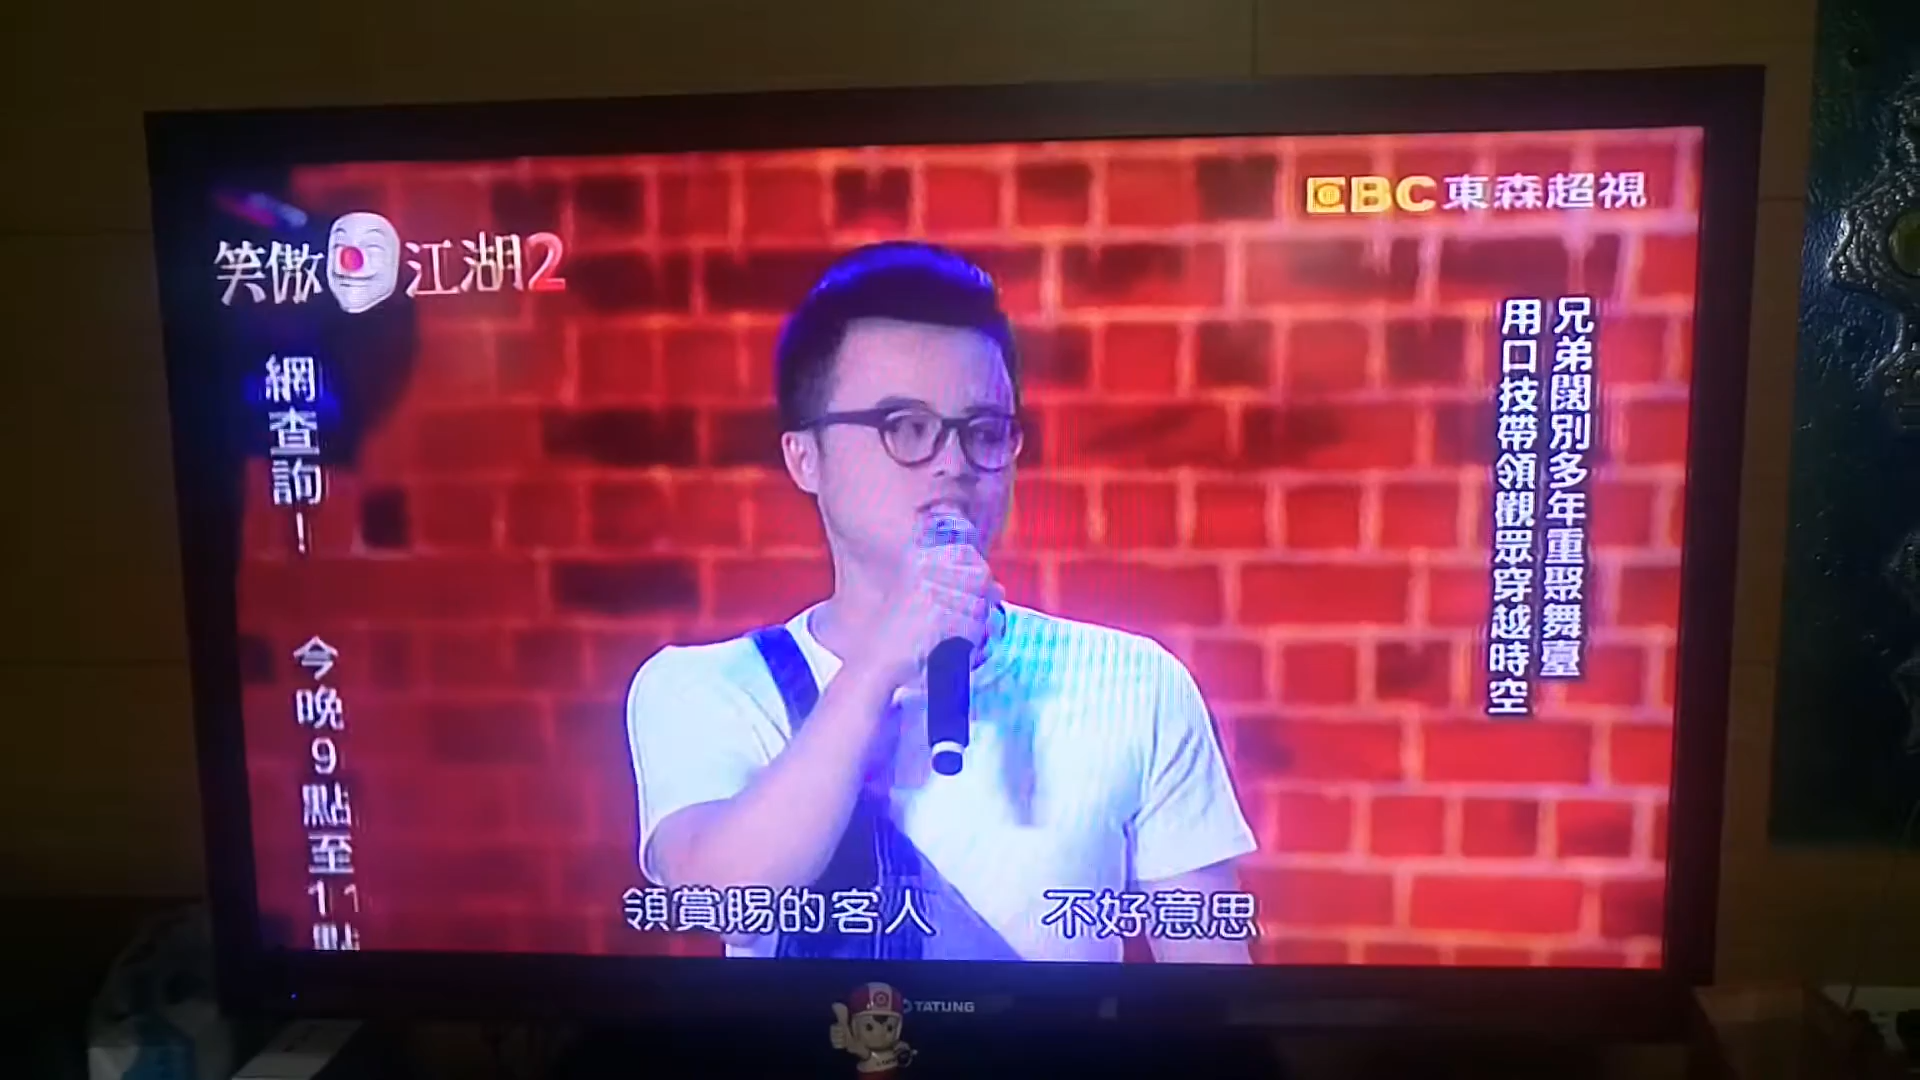 笑傲江湖2
EBC東森超視
兄弟闊別多年重聚舞臺
用口技帶領觀眾穿越時空
網查詢！ 今晚9點至11點
領賞賜的客人 不好意思
TATUNG